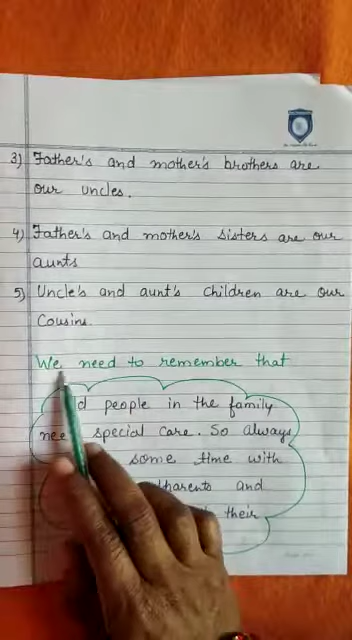 3) Father's and mother's brothers are
our uncles.
4) Father's and mother's sisters are our
aunts
5) Uncle's and aunt's children are our
Cousins.
We need to remember that
people in the family
special care. So always
some time with
and
their